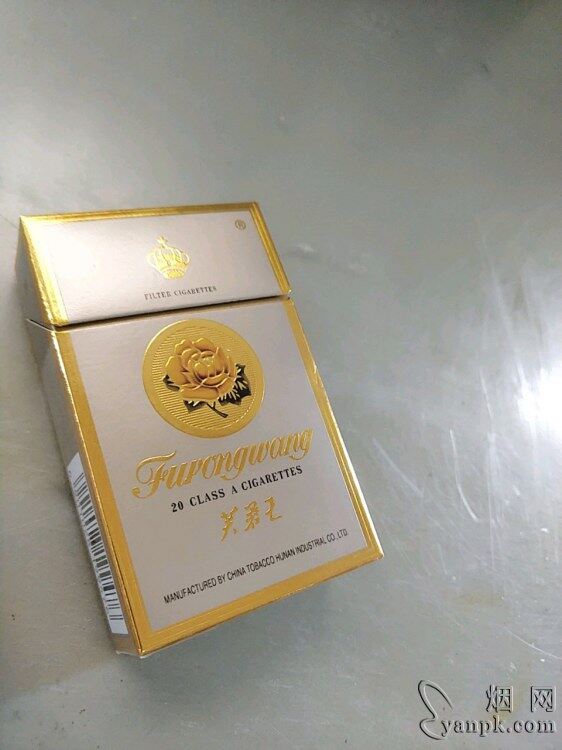 ®
FILTER CIGARETTES
Furongwang
20 CLASS A CIGARETTES
芙蓉王
MANUFACTURED BY CHINA TOBACCO HUNAN INDUSTRIAL CO., LTD.
烟网
yanpk.com